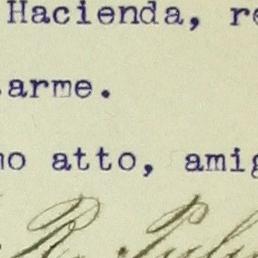 Hacienda, re
arme.
no atto, amig
R.